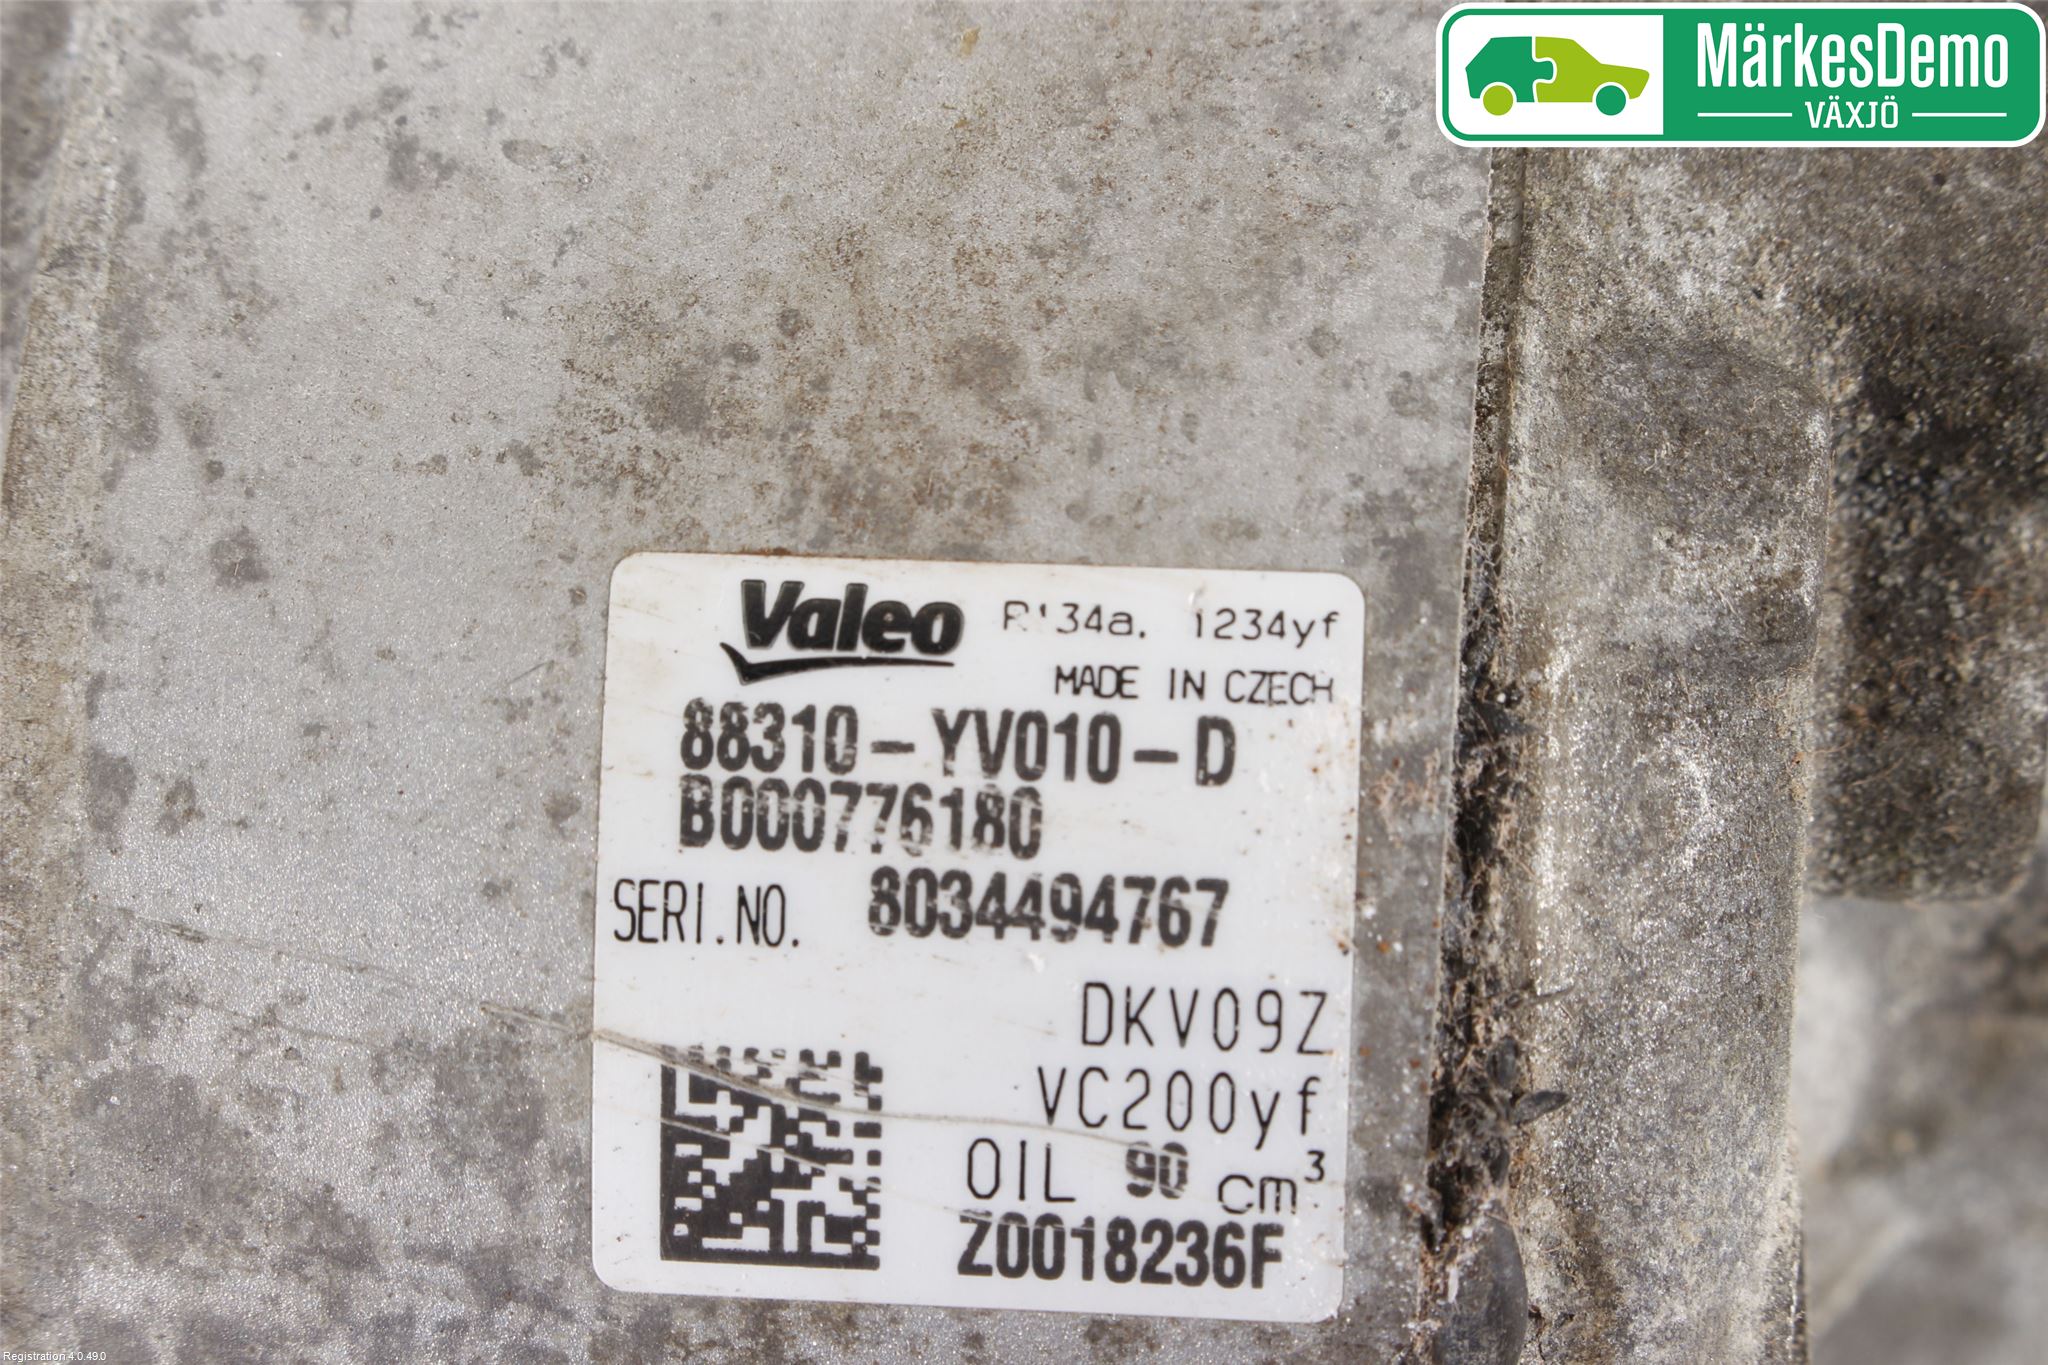 MärkesDemo
VÄXJÖ
Valeo
R134a. 1234yf
MADE IN CZECH
88310-YV010-D
B000776180
SERI.NO. 8034494767
DKV09Z
VC200yf
OIL 90 cm³
Z0018236F
Registration 4.0.49.0